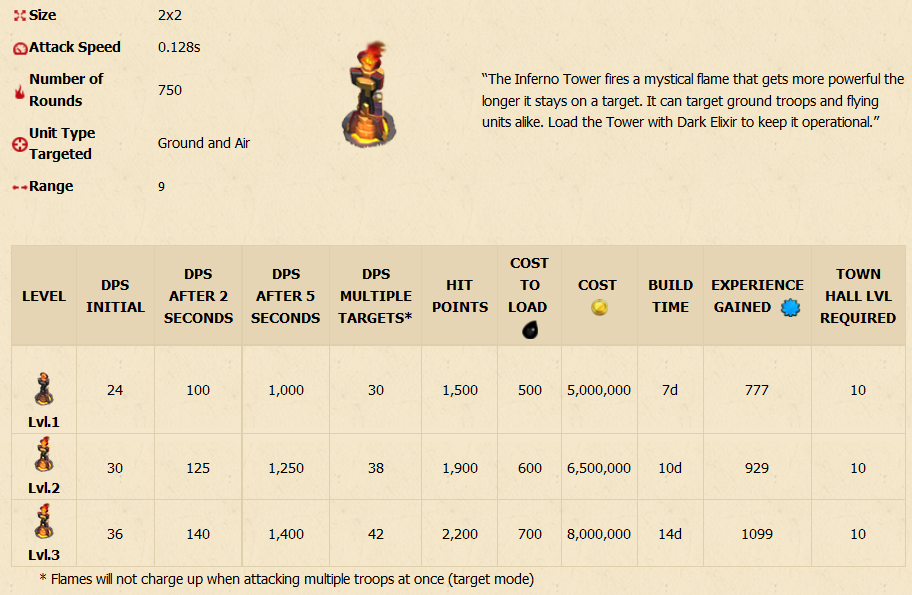 Size 2x2
Attack Speed 0.128s
Number of
Rounds 750
Unit Type
Targeted Ground and Air
Range 9
“The Inferno Tower fires a mystical flame that gets more powerful the
longer it stays on a target. It can target ground troops and flying
units alike. Load the Tower with Dark Elixir to keep it operational.”
LEVEL
DPS
INITIAL
DPS
AFTER 2
SECONDS
DPS
AFTER 5
SECONDS
DPS
MULTIPLE
TARGETS*
HIT
POINTS
COST
TO
LOAD
COST
BUILD
TIME
EXPERIENCE
GAINED
TOWN
HALL LVL
REQUIRED
Lvl.1 24 100 1,000 30 1,500 500 5,000,000 7d 777 10
Lvl.2 30 125 1,250 38 1,900 600 6,500,000 10d 929 10
Lvl.3 36 140 1,400 42 2,200 700 8,000,000 14d 1099 10
* Flames will not charge up when attacking multiple troops at once (target mode)